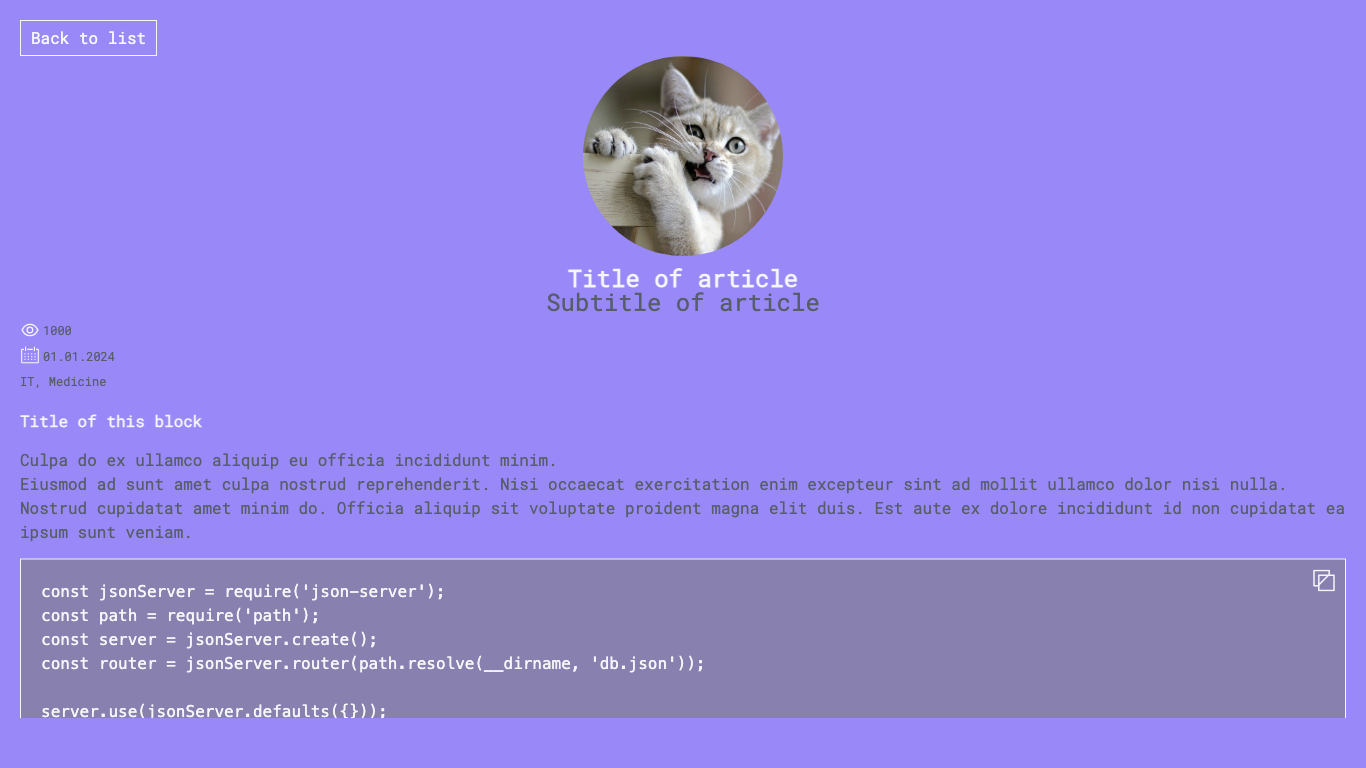 Back to list
Title of article
Subtitle of article
1000
01.01.2024
IT, Medicine
Title of this block
Culpa do ex ullamco aliquip eu officia incididunt minim.
Eiusmod ad sunt amet culpa nostrud reprehenderit. Nisi occaecat exercitation enim excepteur sint ad mollit ullamco dolor nisi nulla.
Nostrud cupidatat amet minim do. Officia aliquip sit voluptate proident magna elit duis. Est aute ex dolore incididunt id non cupidatat ea
ipsum sunt veniam.
const jsonServer = require('json-server');
const path = require('path');
const server = jsonServer.create();
const router = jsonServer.router(path.resolve(__dirname, 'db.json'));
server.use(jsonServer.defaults({}));